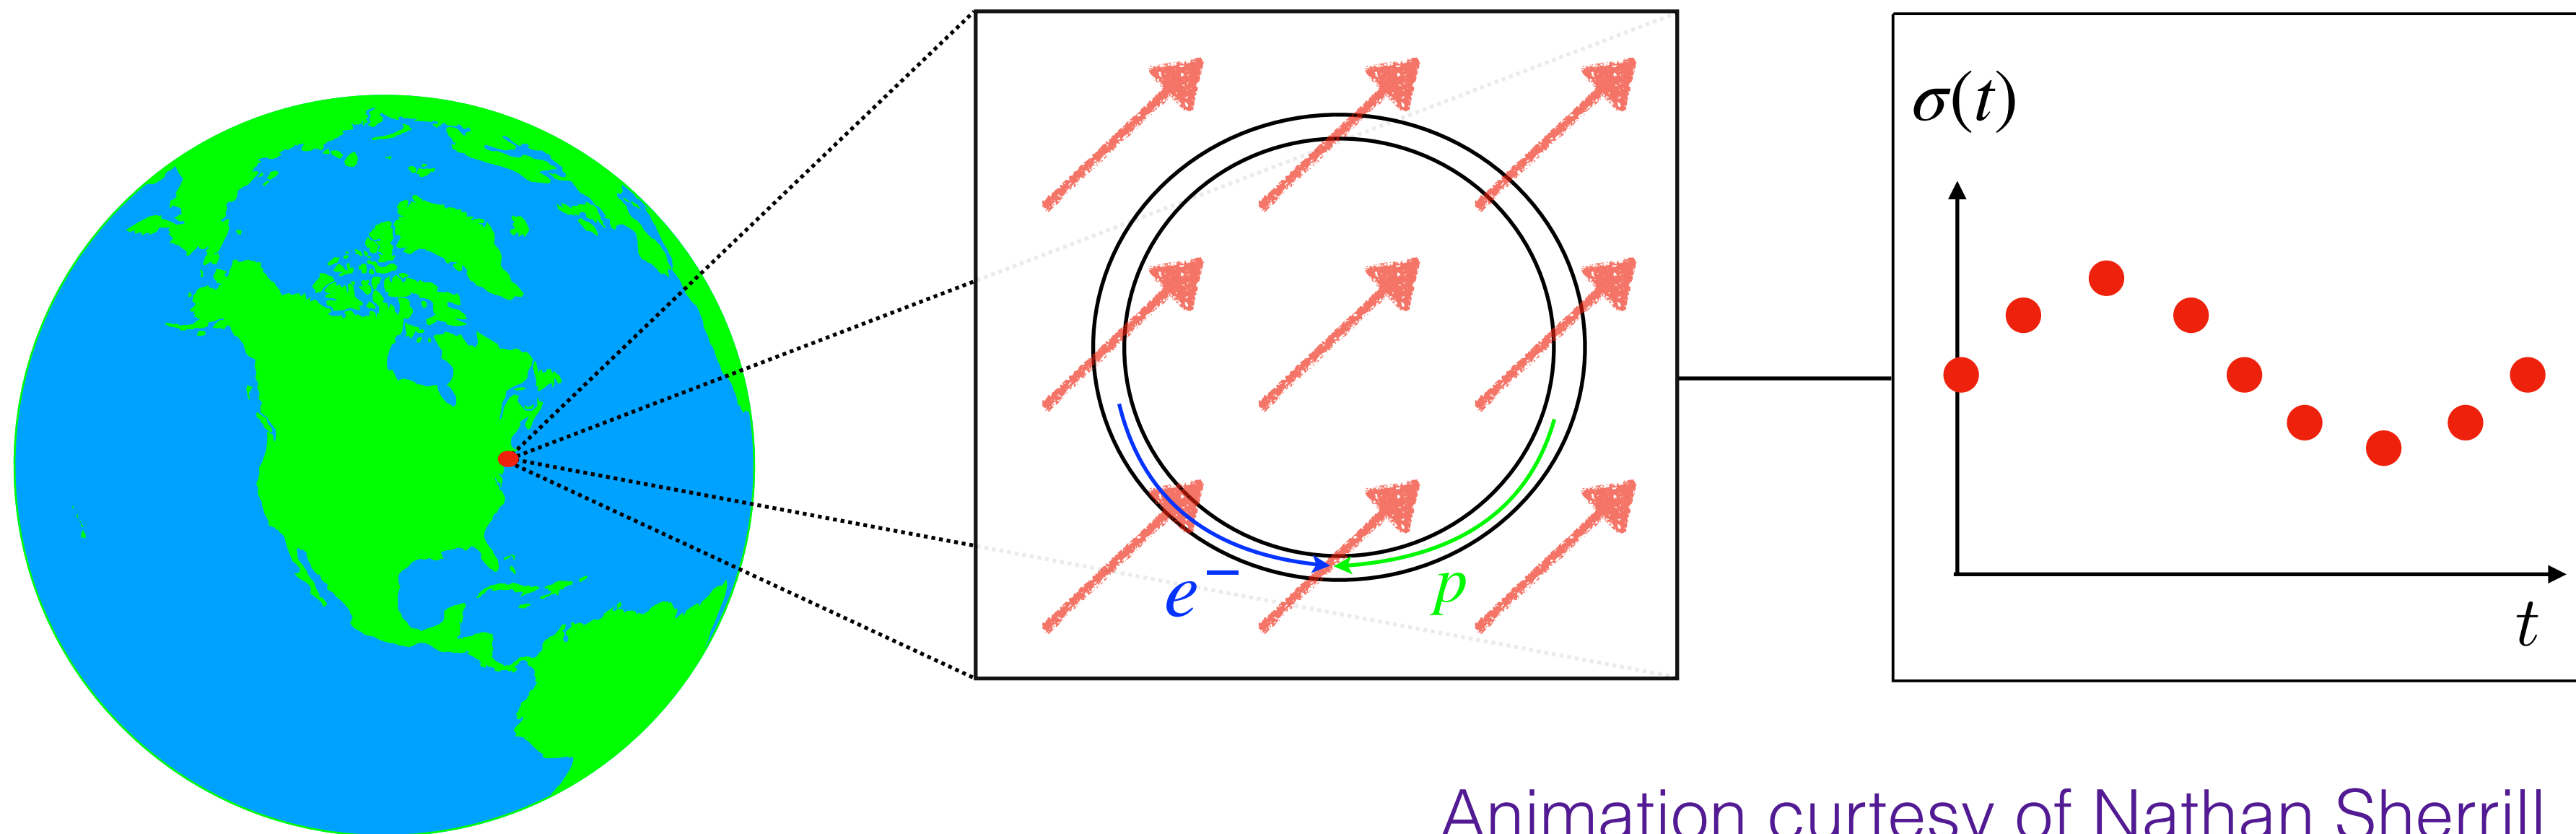 σ(t)
e⁻
p
t
Animation curtesy of Nathan Sherrill